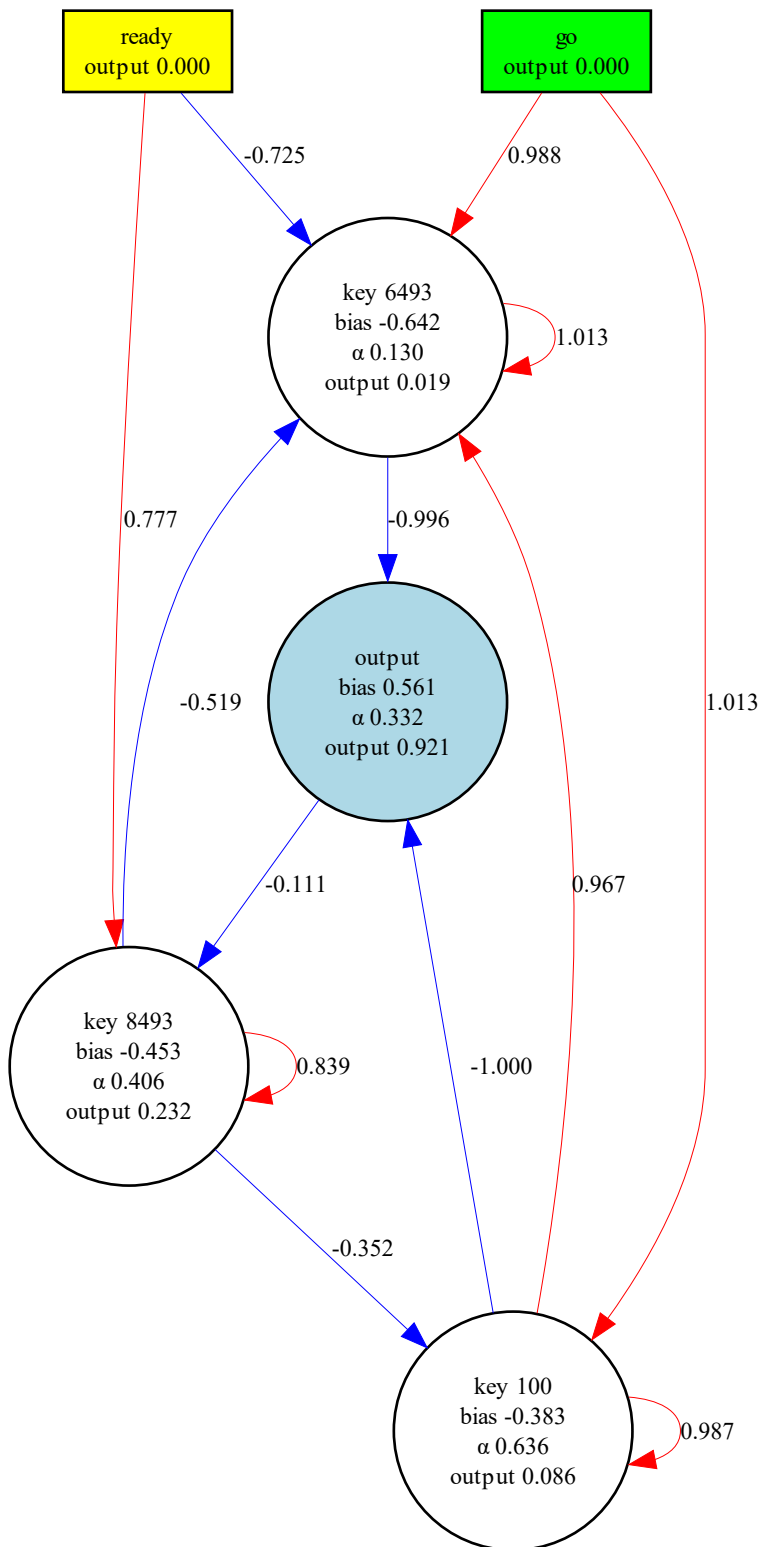 ready
output 0.000
go
output 0.000
-0.725
0.988
key 6493
bias -0.642
α 0.130
output 0.019
1.013
0.777
-0.996
-0.519
output
bias 0.561
α 0.332
output 0.921
1.013
-0.111
0.967
key 8493
bias -0.453
α 0.406
output 0.232
0.839
-1.000
-0.352
key 100
bias -0.383
α 0.636
output 0.086
0.987